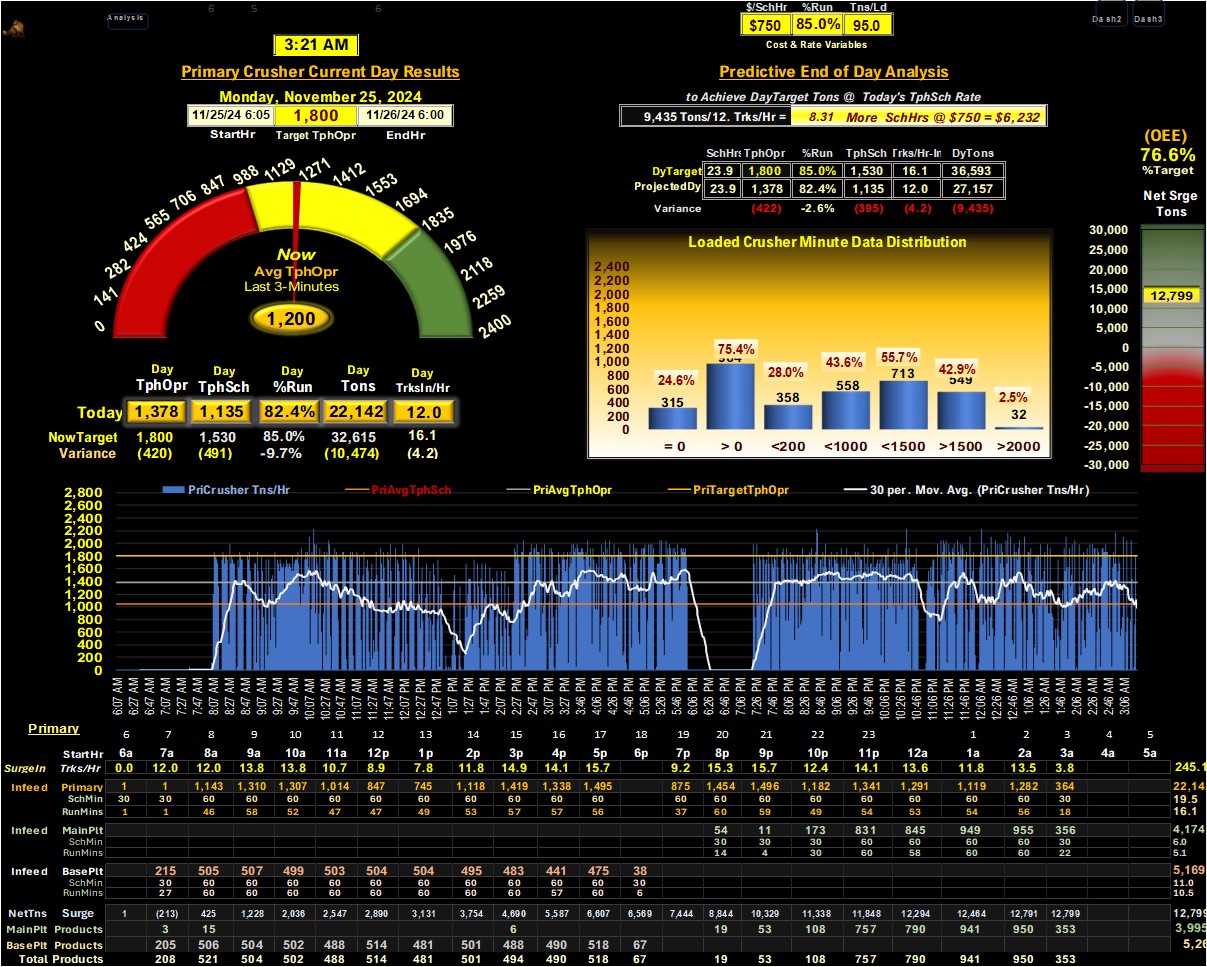 6 5 6
Analysis
$/SchHr %Run Tns/Ld
$750 85.0% 95.0
Cost & Rate Variables
Dash2 Dash3
3:21 AM
Primary Crusher Current Day Results
Monday, November 25, 2024
11/25/24 6:05 1,800 11/26/24 6:00
StartHr Target TphOpr EndHr
0 141 282 424 565 706 847 988 1129 1271 1412 1553 1694 1835 1976 2118 2259 2400
Now
Avg TphOpr
Last 3-Minutes
1,200
Day Day Day Day Day
TphOpr TphSch %Run Tons TrksIn/Hr
Today 1,378 1,135 82.4% 22,142 12.0
NowTarget 1,800 1,530 85.0% 32,615 16.1
Variance (420) (491) -9.7% (10,474) (4.2)
Predictive End of Day Analysis
to Achieve DayTarget Tons @ Today's TphSch Rate
9,435 Tons/12. Trks/Hr = 8.31 More SchHrs @ $750 = $6,232
SchHrs TphOpr %Run TphSch Trks/Hr-In DyTons
DyTarget 23.9 1,800 85.0% 1,530 16.1 36,593
ProjectedDy 23.9 1,378 82.4% 1,135 12.0 27,157
Variance (422) -2.6% (395) (4.2) (9,435)
Loaded Crusher Minute Data Distribution
2,400
2,200
2,000
1,800
1,600
1,400
1,200
1,000
800
600
400
200
0
24.6% 75.4% 28.0% 43.6% 55.7% 42.9% 2.5%
315 964 358 558 713 549 32
= 0 > 0 <200 <1000 <1500 >1500 >2000
(OEE)
76.6%
%Target
Net Srge
Tons
30,000
25,000
20,000
15,000
12,799
10,000
5,000
0
-5,000
-10,000
-15,000
-20,000
-25,000
-30,000
PriCrusher Tns/Hr PriAvgTphSch PriAvgTphOpr PriTargetTphOpr 30 per. Mov. Avg. (PriCrusher Tns/Hr)
2,800
2,600
2,400
2,200
2,000
1,800
1,600
1,400
1,200
1,000
800
600
400
200
0
6:07 AM 6:27 AM 6:47 AM 7:07 AM 7:27 AM 7:47 AM 8:07 AM 8:27 AM 8:47 AM 9:07 AM 9:27 AM 9:47 AM 10:07 AM 10:27 AM 10:47 AM 11:07 AM 11:27 AM 11:47 AM 12:07 PM 12:27 PM 12:47 PM 1:07 PM 1:27 PM 1:47 PM 2:07 PM 2:27 PM 2:47 PM 3:07 PM 3:26 PM 3:46 PM 4:06 PM 4:26 PM 4:46 PM 5:06 PM 5:26 PM 5:46 PM 6:06 PM 6:26 PM 6:46 PM 7:06 PM 7:26 PM 7:46 PM 8:06 PM 8:26 PM 8:46 PM 9:06 PM 9:26 PM 9:46 PM 10:06 PM 10:26 PM 10:46 PM 11:06 PM 11:26 PM 11:46 PM 12:06 AM 12:26 AM 12:46 AM 1:06 AM 1:26 AM 1:46 AM 2:06 AM 2:26 AM 2:46 AM 3:06 AM
Primary 6 7 8 9 10 11 12 13 14 15 16 17 18 19 20 21 22 23 1 2 3 4 5
StartHr 6a 7a 8a 9a 10a 11a 12p 1p 2p 3p 4p 5p 6p 7p 8p 9p 10p 11p 12a 1a 2a 3a 4a 5a
SurgeIn Trks/Hr 0.0 12.0 12.0 13.8 13.8 10.7 8.9 7.8 11.8 14.9 14.1 15.7 9.2 15.3 15.7 12.4 14.1 13.6 11.8 13.5 3.8 245.1
Infeed Primary 1 1 1,143 1,310 1,307 1,014 847 745 1,118 1,419 1,338 1,495 875 1,454 1,496 1,182 1,341 1,291 1,119 1,282 364 22,14
SchMin 30 30 60 60 60 60 60 60 60 60 60 60 60 60 60 60 60 60 60 60 30 19.5
RunMins 1 1 46 58 52 47 47 49 53 57 57 56 37 60 59 49 54 53 54 56 18 16.1
Infeed MainPlt 54 11 173 831 845 949 955 356 4,174
SchMin 30 30 30 60 60 60 60 30 6.0
RunMins 14 4 30 60 58 60 60 22 5.1
Infeed BasePlt 215 505 507 499 503 504 504 495 483 441 475 38 5,169
SchMin 30 60 60 60 60 60 60 60 60 60 60 30 11.0
RunMins 27 60 60 60 60 60 60 60 60 57 60 6 10.5
NetTns Surge 1 (213) 425 1,228 2,036 2,547 2,890 3,131 3,754 4,690 5,587 6,607 6,569 7,444 8,844 10,329 11,338 11,848 12,294 12,464 12,791 12,799 12,799
MainPlt Products 3 15 6 19 53 108 757 790 941 950 353 3,995
BasePlt Products 205 506 504 502 488 514 481 501 488 490 518 67 5,26
Total Products 208 521 504 502 488 514 481 501 494 490 518 67 19 53 108 757 790 941 950 353